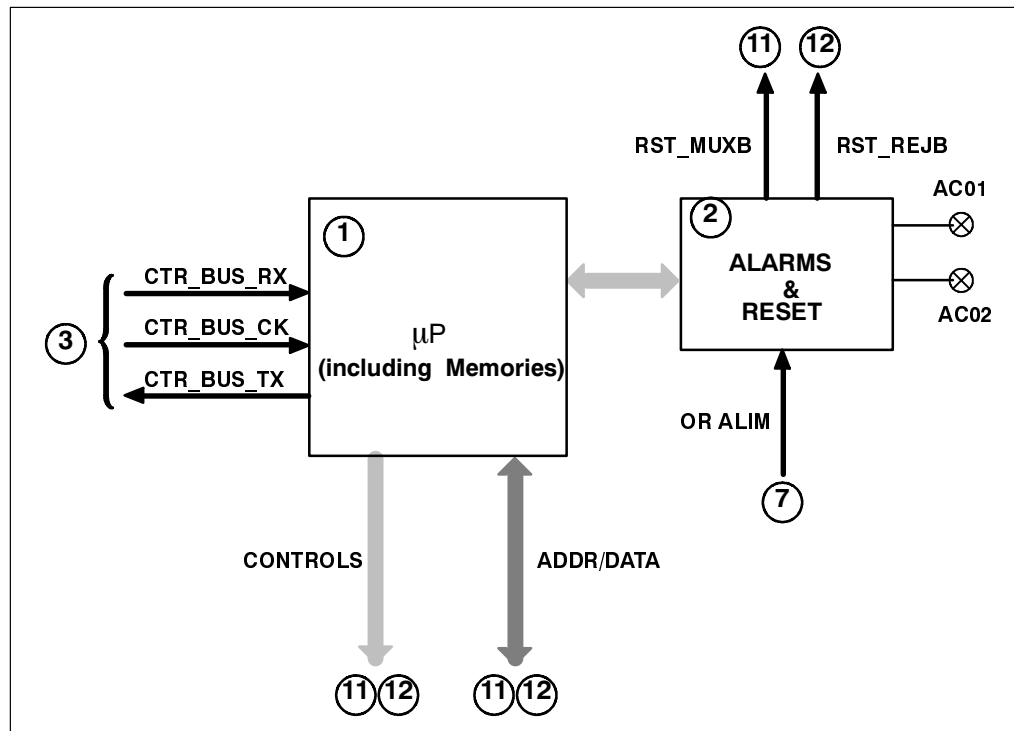 11 12
RST_MUXB RST_REJB
AC01
1
2
ALARMS
&
RESET
CTR_BUS_RX
CTR_BUS_CK
3
CTR_BUS_TX
µP
(including Memories)
AC02
OR ALIM
7
CONTROLS
ADDR/DATA
11 12
11 12